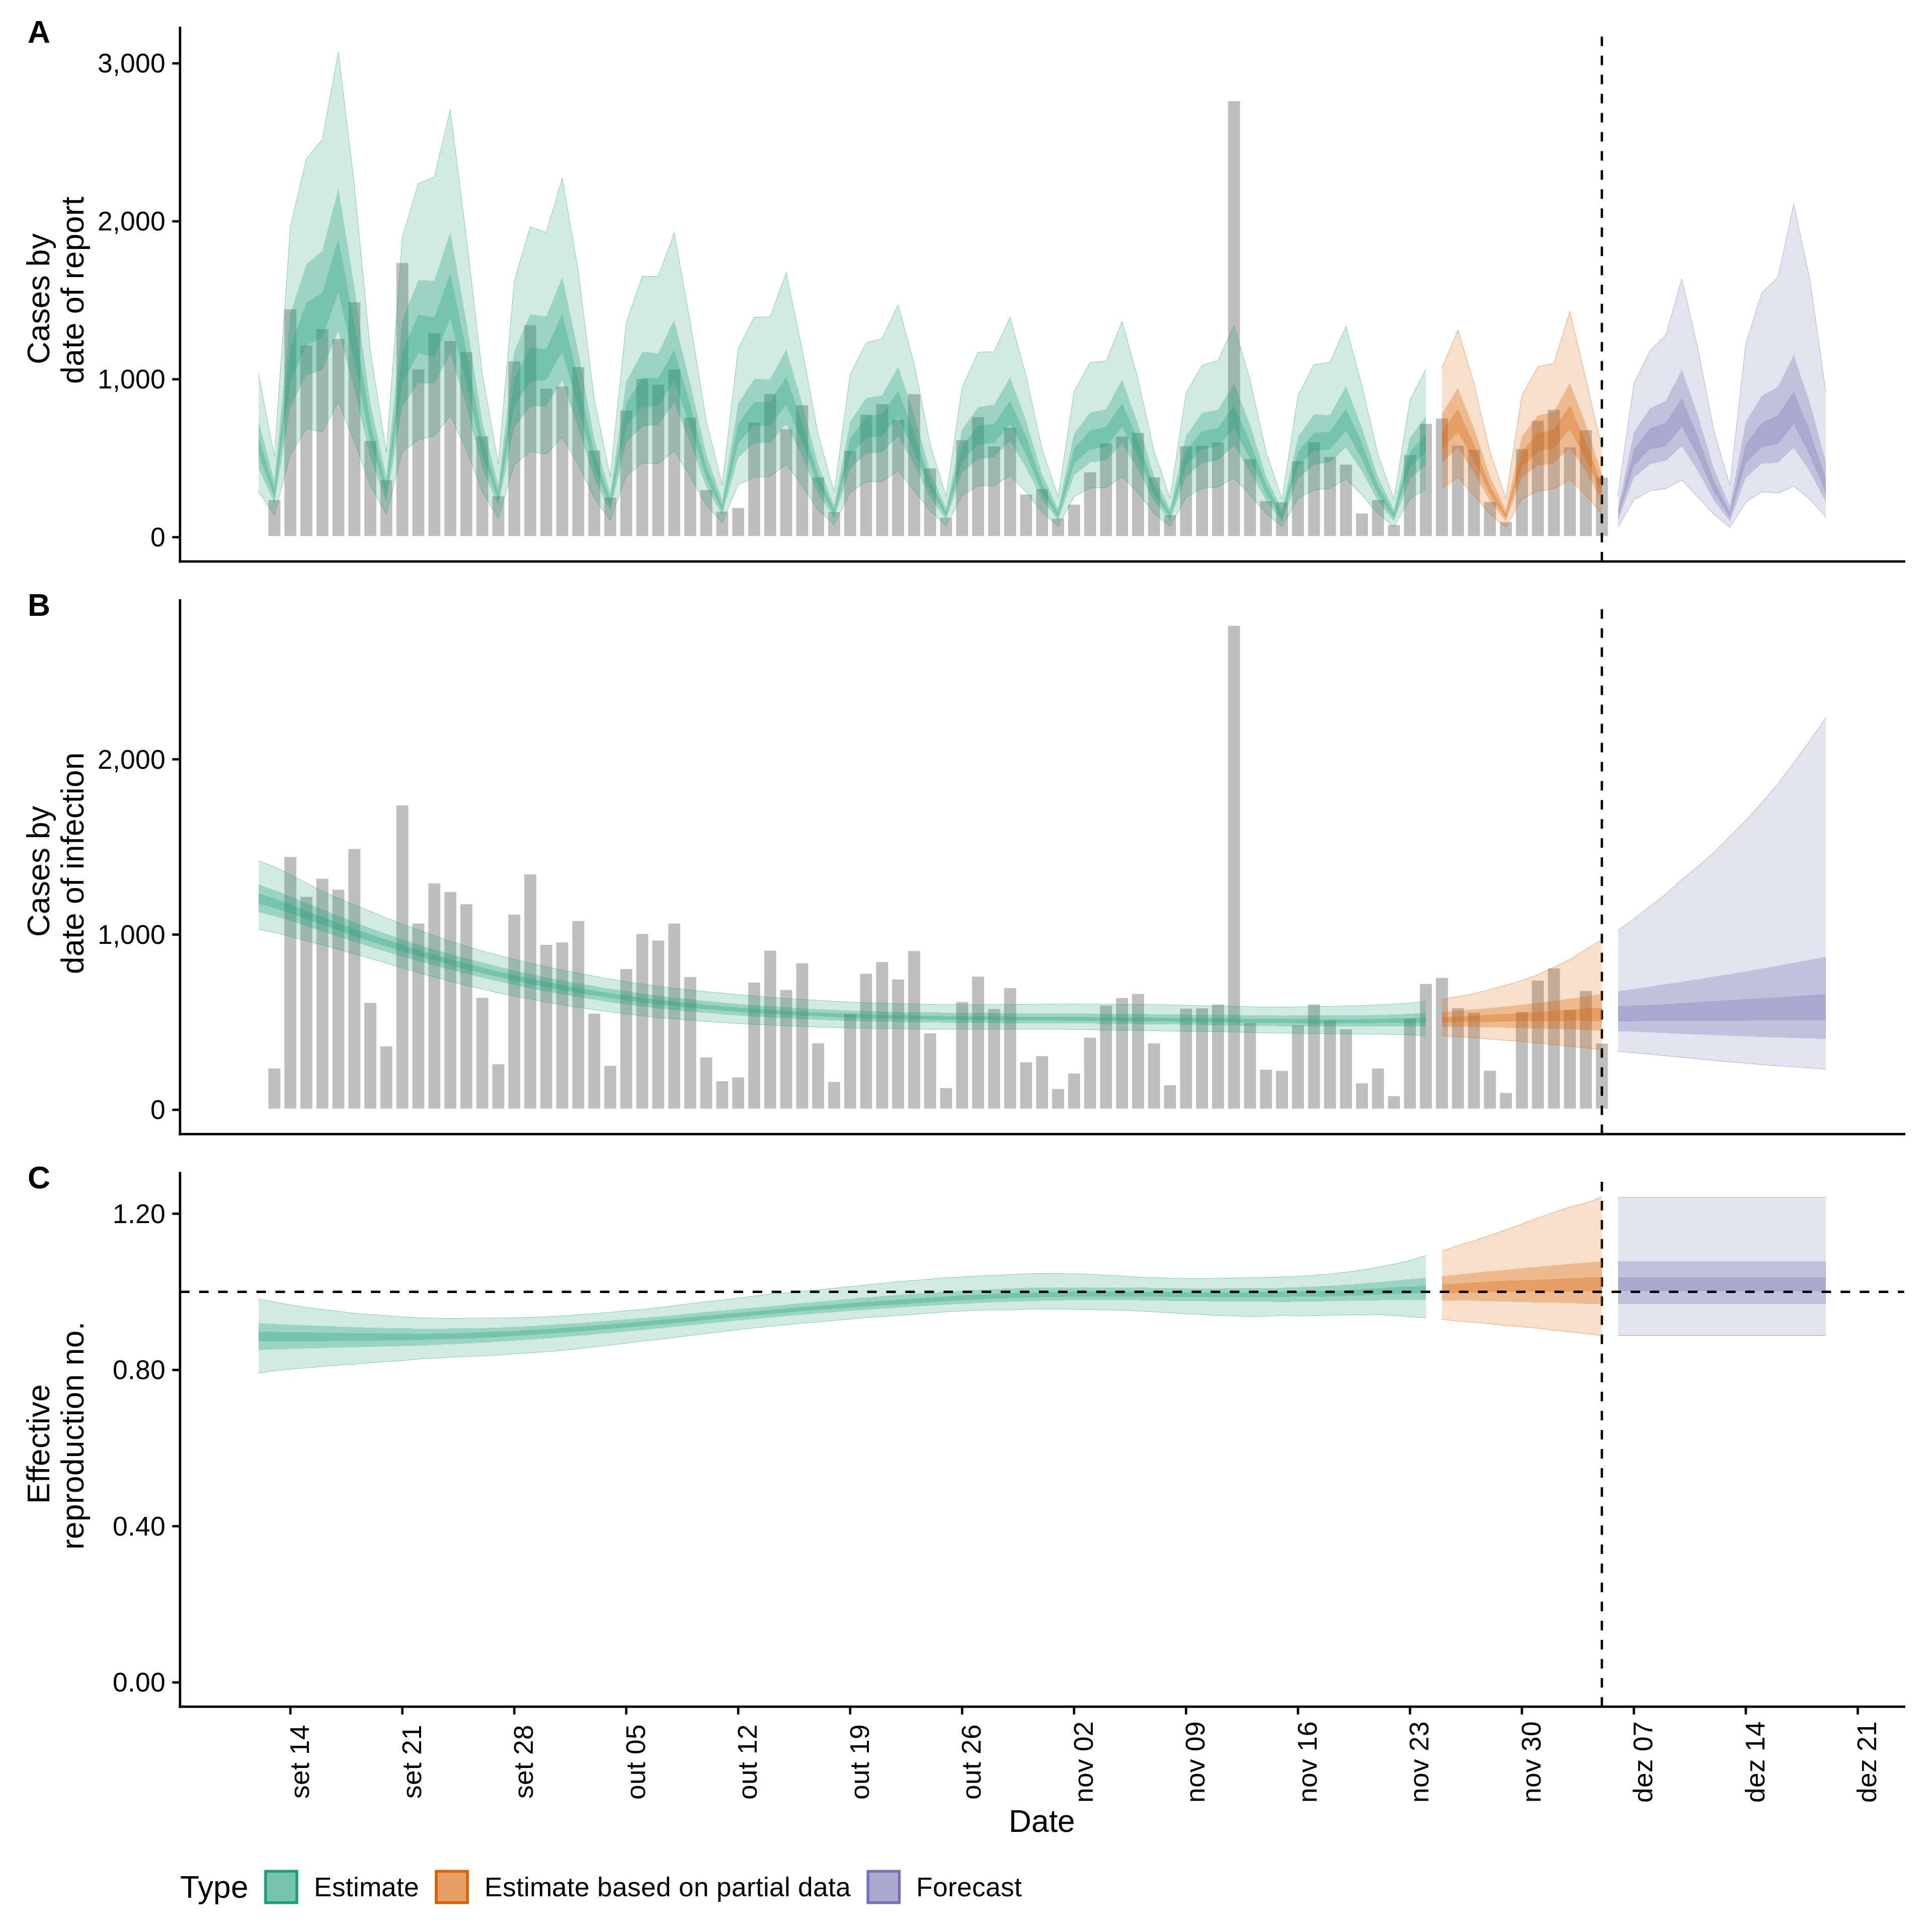 A
Cases by
date of report
3,000
2,000
1,000
0
B
Cases by
date of infection
2,000
1,000
0
C
Effective
reproduction no.
1.20
0.80
0.40
0.00
set 14
set 21
set 28
out 05
out 12
out 19
out 26
nov 02
nov 09
nov 16
nov 23
nov 30
dez 07
dez 14
dez 21
Date
Type Estimate Estimate based on partial data Forecast